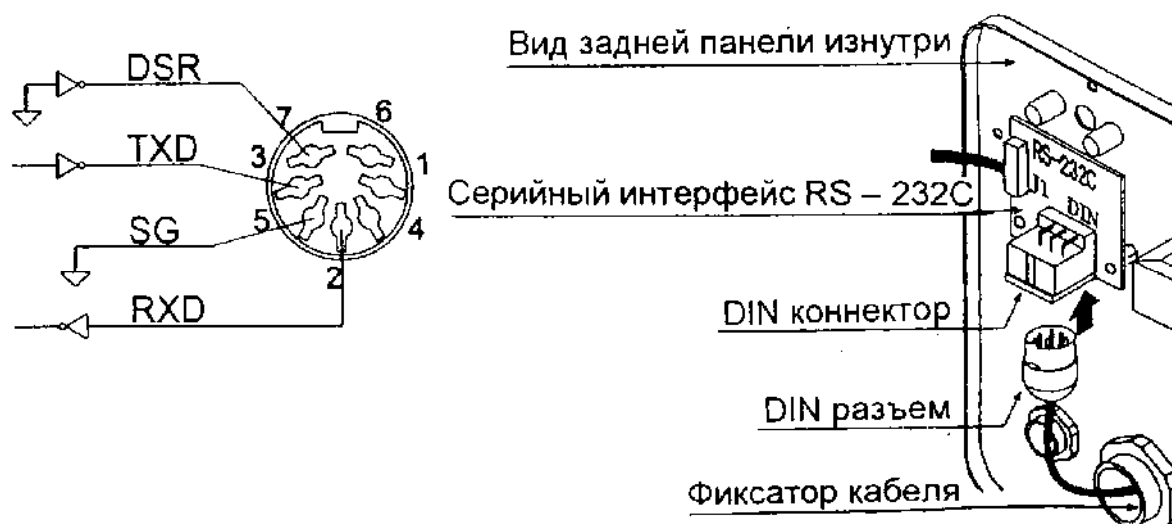 DSR
7
6
TXD
3
1
SG
5
4
2
RXD
Вид задней панели изнутри
RS-232C
Серийный интерфейс RS – 232C
J1
DIN
DIN коннектор
DIN разъем
Фиксатор кабеля